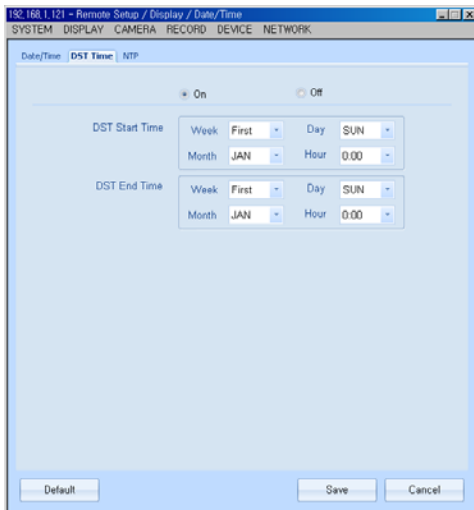 192.168.1.121 - Remote Setup / Display / Date/Time
SYSTEM DISPLAY CAMERA RECORD DEVICE NETWORK
Date/Time DST Time NTP
On Off
DST Start Time Week First Day SUN
Month JAN Hour 0:00
DST End Time Week First Day SUN
Month JAN Hour 0:00
Default Save Cancel